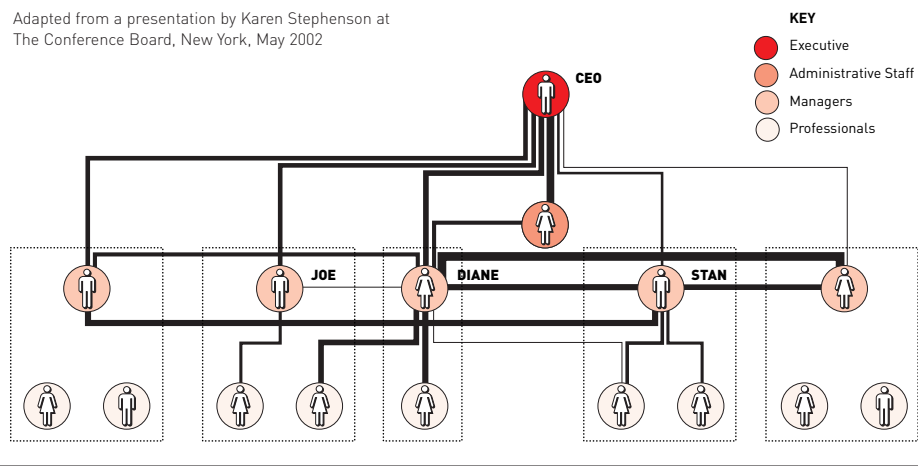 Adapted from a presentation by Karen Stephenson at
The Conference Board, New York, May 2002
KEY
Executive
Administrative Staff
Managers
Professionals
CEO
JOE
DIANE
STAN